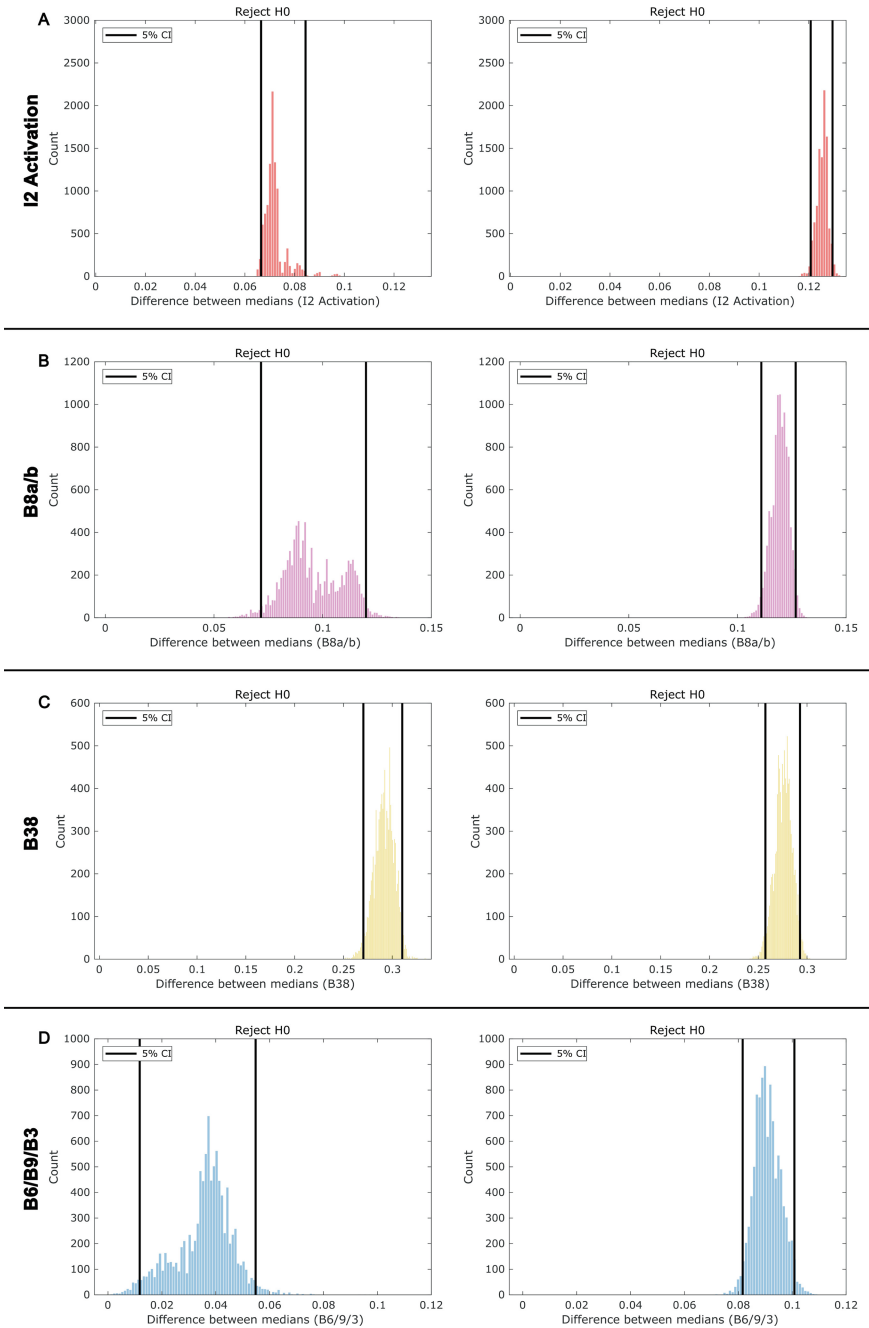 A
I2 Activation
Reject H0
5% CI
3000
2500
2000
1500
1000
500
0
Count
0 0.02 0.04 0.06 0.08 0.1 0.12
Difference between medians (I2 Activation)
Reject H0
5% CI
3000
2500
2000
1500
1000
500
0
Count
0 0.02 0.04 0.06 0.08 0.1 0.12
Difference between medians (I2 Activation)
B
B8a/b
Reject H0
5% CI
1200
1000
800
600
400
200
0
Count
0 0.05 0.1 0.15
Difference between medians (B8a/b)
Reject H0
5% CI
1200
1000
800
600
400
200
0
Count
0 0.05 0.1 0.15
Difference between medians (B8a/b)
C
B38
Reject H0
5% CI
600
500
400
300
200
100
0
Count
0 0.05 0.1 0.15 0.2 0.25 0.3
Difference between medians (B38)
Reject H0
5% CI
600
500
400
300
200
100
0
Count
0 0.05 0.1 0.15 0.2 0.25 0.3
Difference between medians (B38)
D
B6/B9/B3
Reject H0
5% CI
1000
900
800
700
600
500
400
300
200
100
0
Count
0 0.02 0.04 0.06 0.08 0.1 0.12
Difference between medians (B6/9/3)
Reject H0
5% CI
1000
900
800
700
600
500
400
300
200
100
0
Count
0 0.02 0.04 0.06 0.08 0.1 0.12
Difference between medians (B6/9/3)